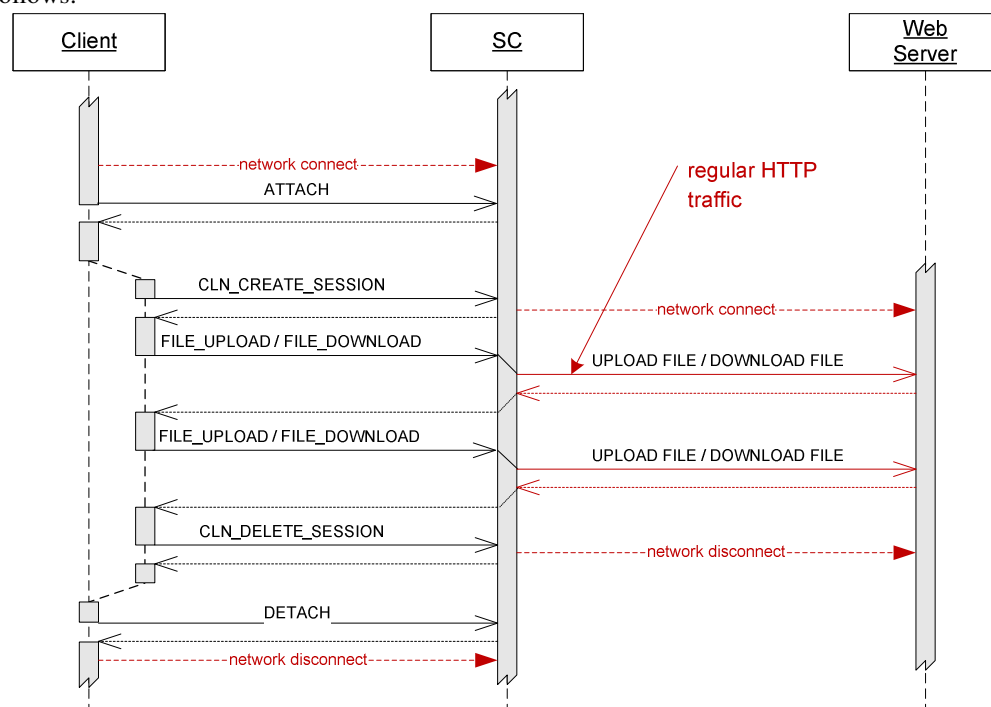 ollows:
Client
SC
Web
Server
network connect
regular HTTP
traffic
ATTACH
CLN_CREATE_SESSION
network connect
FILE_UPLOAD / FILE_DOWNLOAD
UPLOAD FILE / DOWNLOAD FILE
FILE_UPLOAD / FILE_DOWNLOAD
UPLOAD FILE / DOWNLOAD FILE
CLN_DELETE_SESSION
network disconnect
DETACH
network disconnect